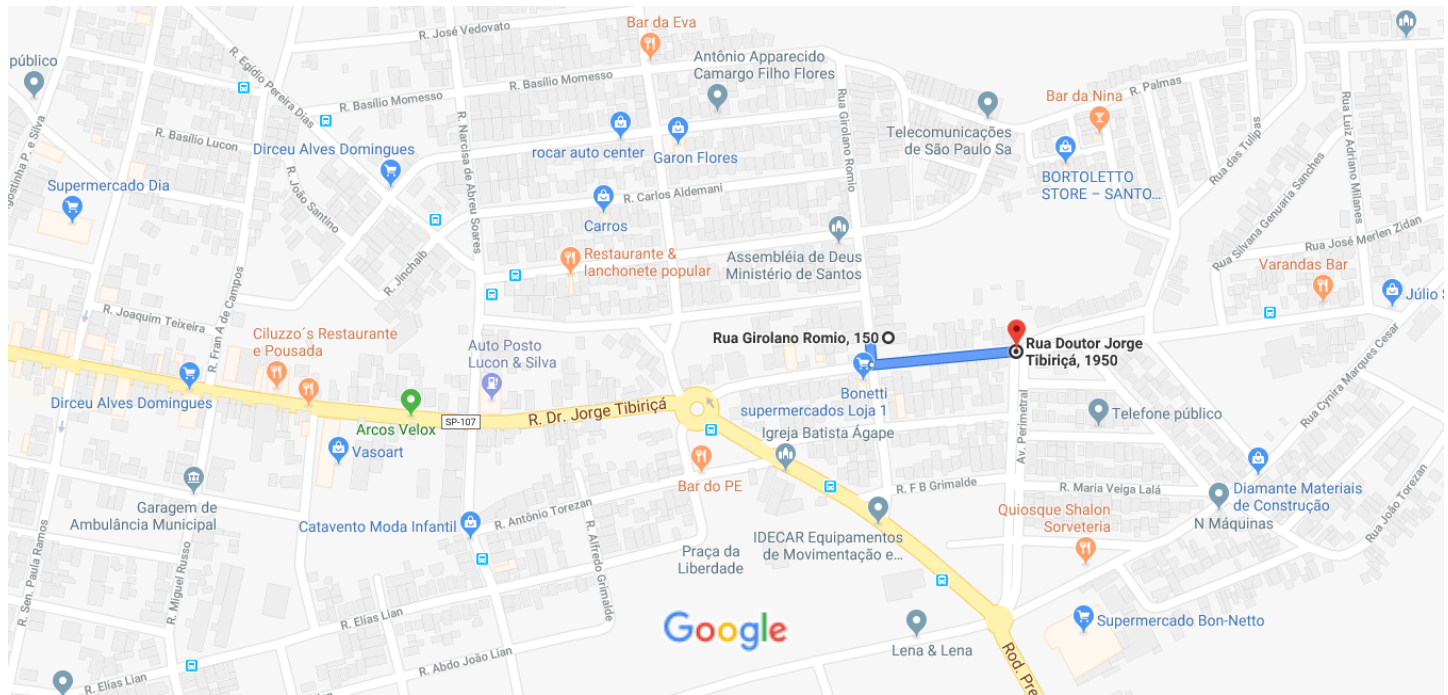 R. José Vedovato
Bar da Eva
R. Egídio Pereira Dias
público
R. Basílio Momesso
R. Basílio Momesso
Antônio Apparecido
Camargo Filho Flores
Rua Girolano Romio
Bar da Nina
R. Palmas
Rua Luiz Adriano Milanes
R. Narcisa de Abreu Soares
R. Basílio Lucon
Dirceu Alves Domingues
rocar auto center
Garon Flores
Telecomunicações
de São Paulo Sa
Rua das Tulipas
BORTOLETTO
STORE – SANTO...
Agostinha P. e Silva
Supermercado Dia
R. João Santino
R. Carlos Aldemani
Carros
Rua Silvana Genuaria Sanches
Rua José Merlen Zidan
R. Jinchaib
Restaurante &
lanchonete popular
Assembléia de Deus
Ministério de Santos
Varandas Bar
Júlio S
R. Fran A de Campos
R. Joaquim Teixeira
Ciluzzo´s Restaurante
e Pousada
Auto Posto
Lucon & Silva
Rua Girolano Romio, 150
Rua Doutor Jorge
Tibiriçá, 1950
Rua Cynira Marques Cesar
Dirceu Alves Domingues
Arcos Velox
SP-107
R. Dr. Jorge Tibiriçá
Bonetti
supermercados Loja 1
Telefone público
Av. Perimetral
Vasoart
Igreja Batista Ágape
Bar do PE
R. F B Grimalde
R. Maria Veiga Lalá
Diamante Materiais
de Construção
Garagem de
Ambulância Municipal
Catavento Moda Infantil
R. Antônio Torezan
N Máquinas
Quiosque Shalon
Sorveteria
Rua João Torezan
R. Sen. Paula Ramos
R. Miguel Russo
R. Alfredo Grimalde
Praça da
Liberdade
IDECAR Equipamentos
de Movimentação e...
R. Elías Lian
Google
Lena & Lena
Supermercado Bon-Netto
R. Abdo João Lian
R. Elías Lian
Rod. Pre